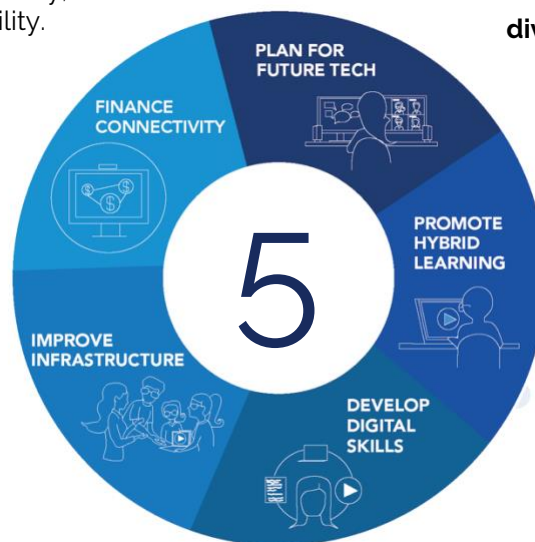 ility.
div
PLAN FOR
FUTURE TECH
FINANCE
CONNECTIVITY
PROMOTE
HYBRID
LEARNING
5
IMPROVE
INFRASTRUCTURE
DEVELOP
DIGITAL
SKILLS